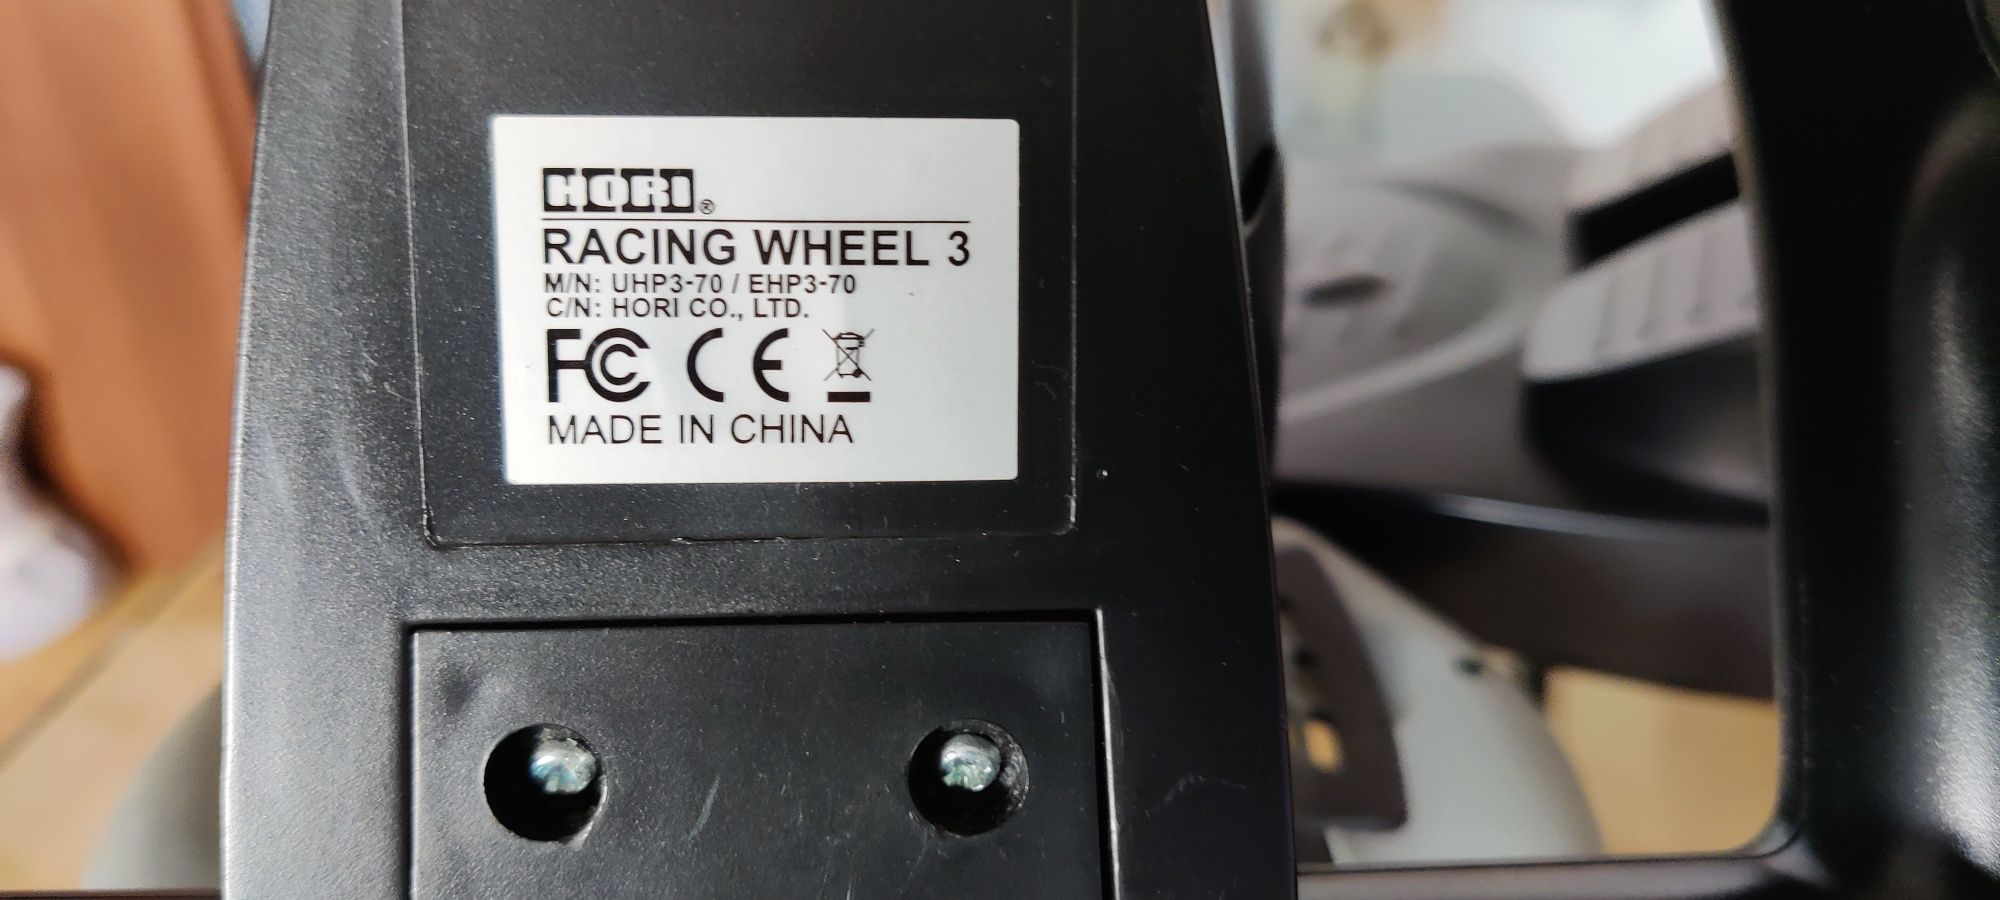 HORI®
RACING WHEEL 3
M/N: UHP3-70 / EHP3-70
C/N: HORI CO., LTD.
FC CE
MADE IN CHINA